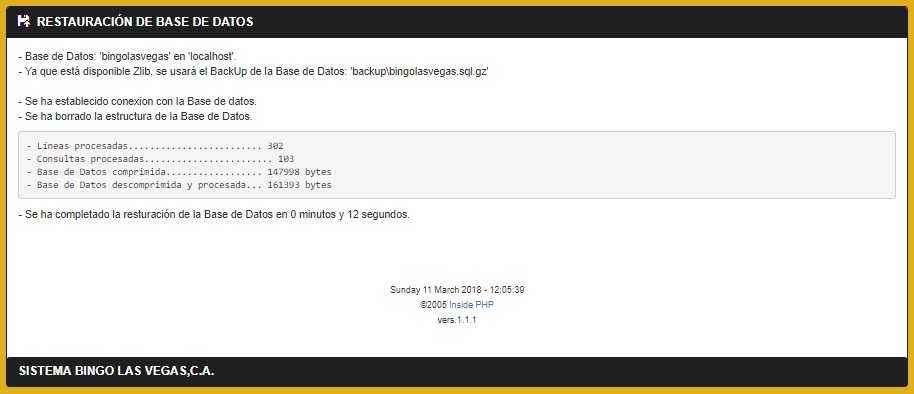 RESTAURACIÓN DE BASE DE DATOS
- Base de Datos: 'bingolasvegas' en 'localhost'.
- Ya que está disponible Zlib, se usará el BackUp de la Base de Datos: 'backup\bingolasvegas.sql.gz'
- Se ha establecido conexion con la Base de datos.
- Se ha borrado la estructura de la Base de Datos.
- Líneas procesadas......................... 302
- Consultas procesadas........................ 103
- Base de Datos comprimida.................. 147998 bytes
- Base de Datos descomprimida y procesada... 161393 bytes
- Se ha completado la resturación de la Base de Datos en 0 minutos y 12 segundos.
Sunday 11 March 2018 - 12:05:39
©2005 Inside PHP
vers.1.1.1
SISTEMA BINGO LAS VEGAS,C.A.